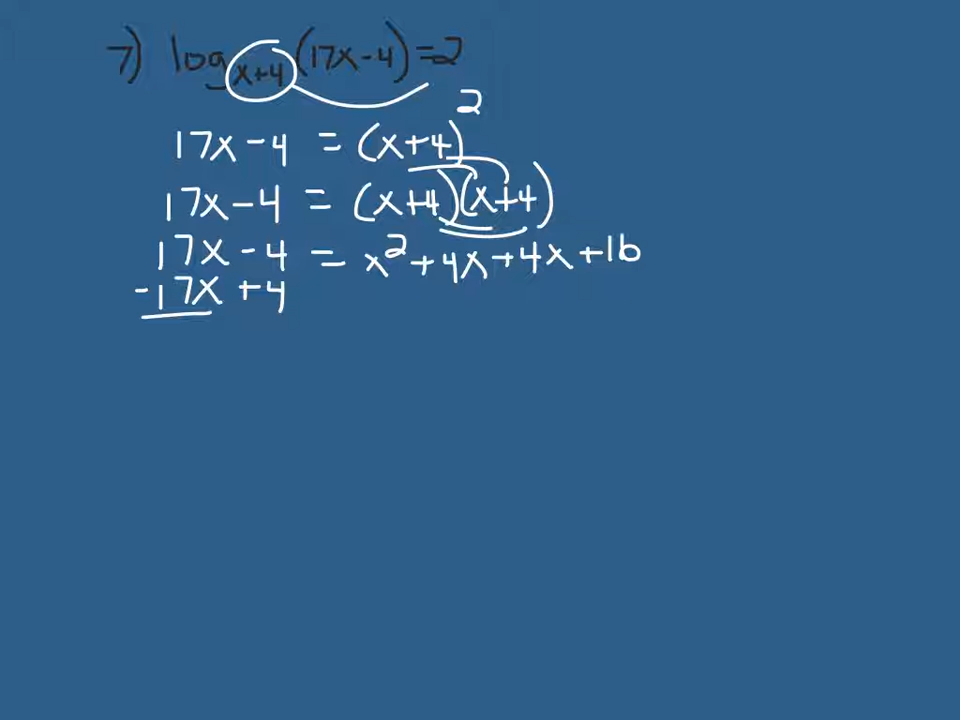 7) log_{x+4}(17x-4)=2
17x-4 = (x+4)^2
17x-4 = (x+4)(x+4)
17x-4 = x^2+4x+4x+16
-17x +4